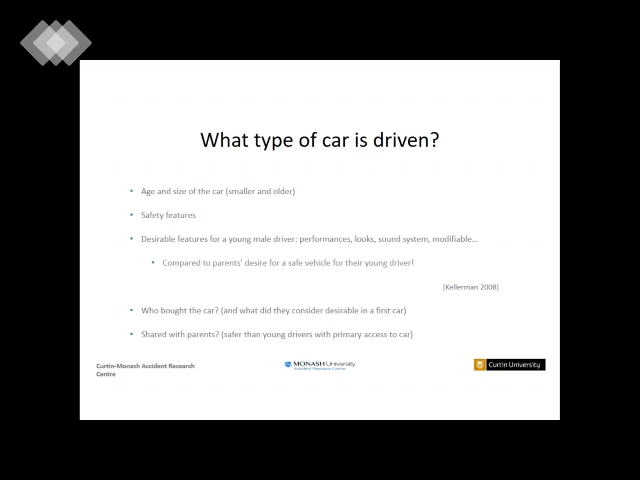 What type of car is driven?
• Age and size of the car (smaller and older)
• Safety features
• Desirable features for a young male driver: performances, looks, sound system, modifiable...
• Compared to parents' desire for a safe vehicle for their young driver!
[Kellerman 2008]
• Who bought the car? (and what did they consider desirable in a first car)
• Shared with parents? (safer than young drivers with primary access to car)
Curtin-Monash Accident Research
Centre
MONASH University
Accident Research Centre
Curtin University